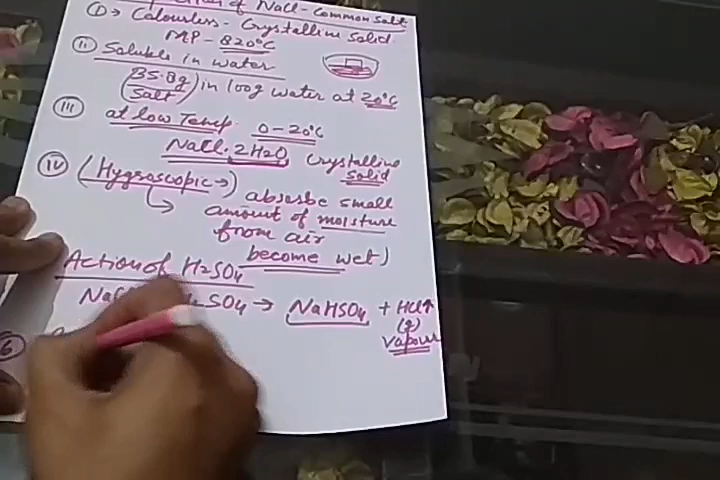 of NaCl - Common Salt
(i) → Colourless - Crystalline Solid
MP - 820°C
(ii) Soluble in water
(35.8g Salt) in 100g water at 20°C
(iii) at low Temp. 0-20°C
NaCl. 2H2O Crystalline Solid
(iv) (Hygroscopic →)
↳ absorbe small
amount of moisture
from air
become wet)
Action of H2SO4
SO4 → NaHSO4 + HCl↑
(g)
Vapour
6